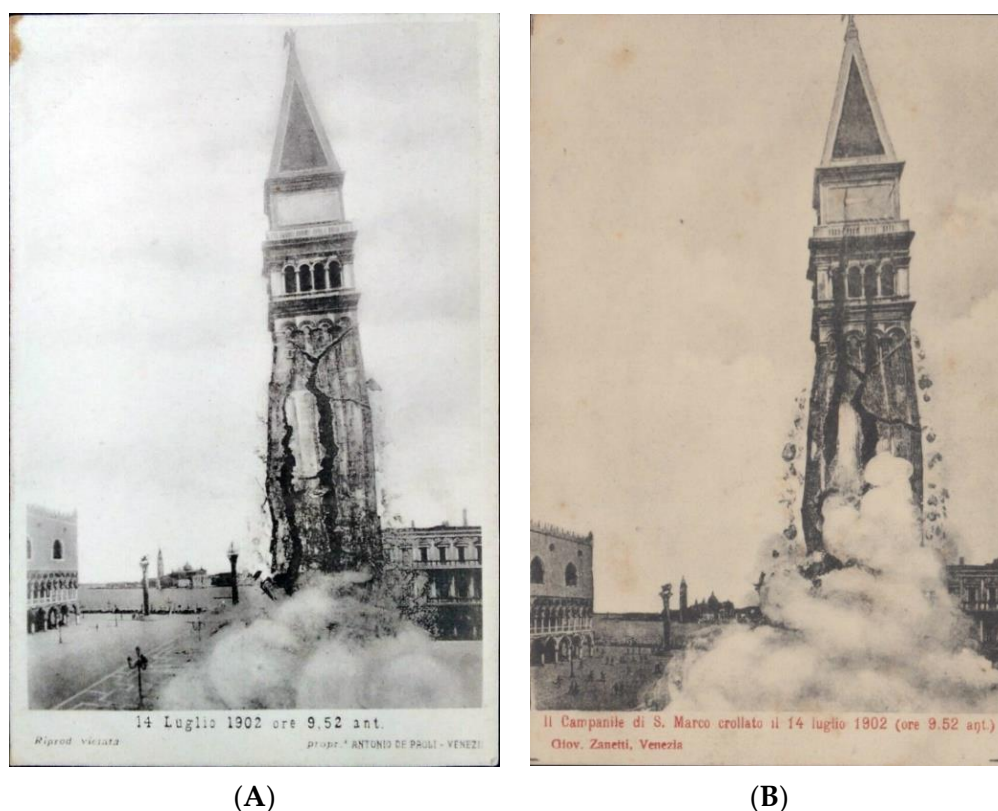 14 Luglio 1902 ore 9,52 ant.
Riprod. vietata
propr.ª ANTONIO DE PAOLI - VENEZI
Il Campanile di S. Marco crollato il 14 luglio 1902 (ore 9.52 ant.)
Giov. Zanetti, Venezia
(A)
(B)